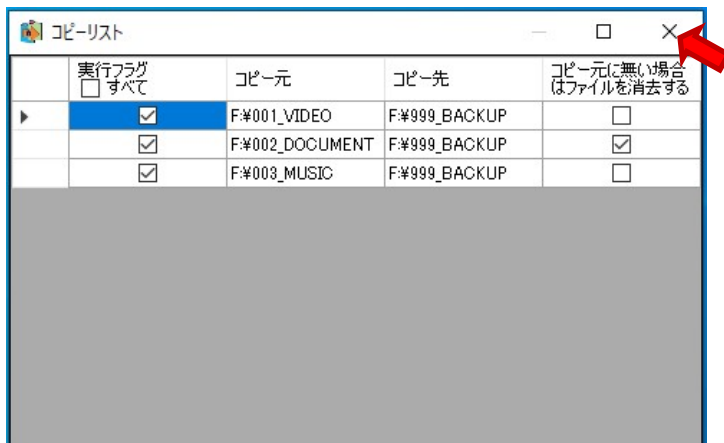 コピーリスト
実行フラグ コピー元 コピー先 コピー元に無い場合
すべて はファイルを消去する
F:¥001_VIDEO F:¥999_BACKUP
F:¥002_DOCUMENT F:¥999_BACKUP
F:¥003_MUSIC F:¥999_BACKUP